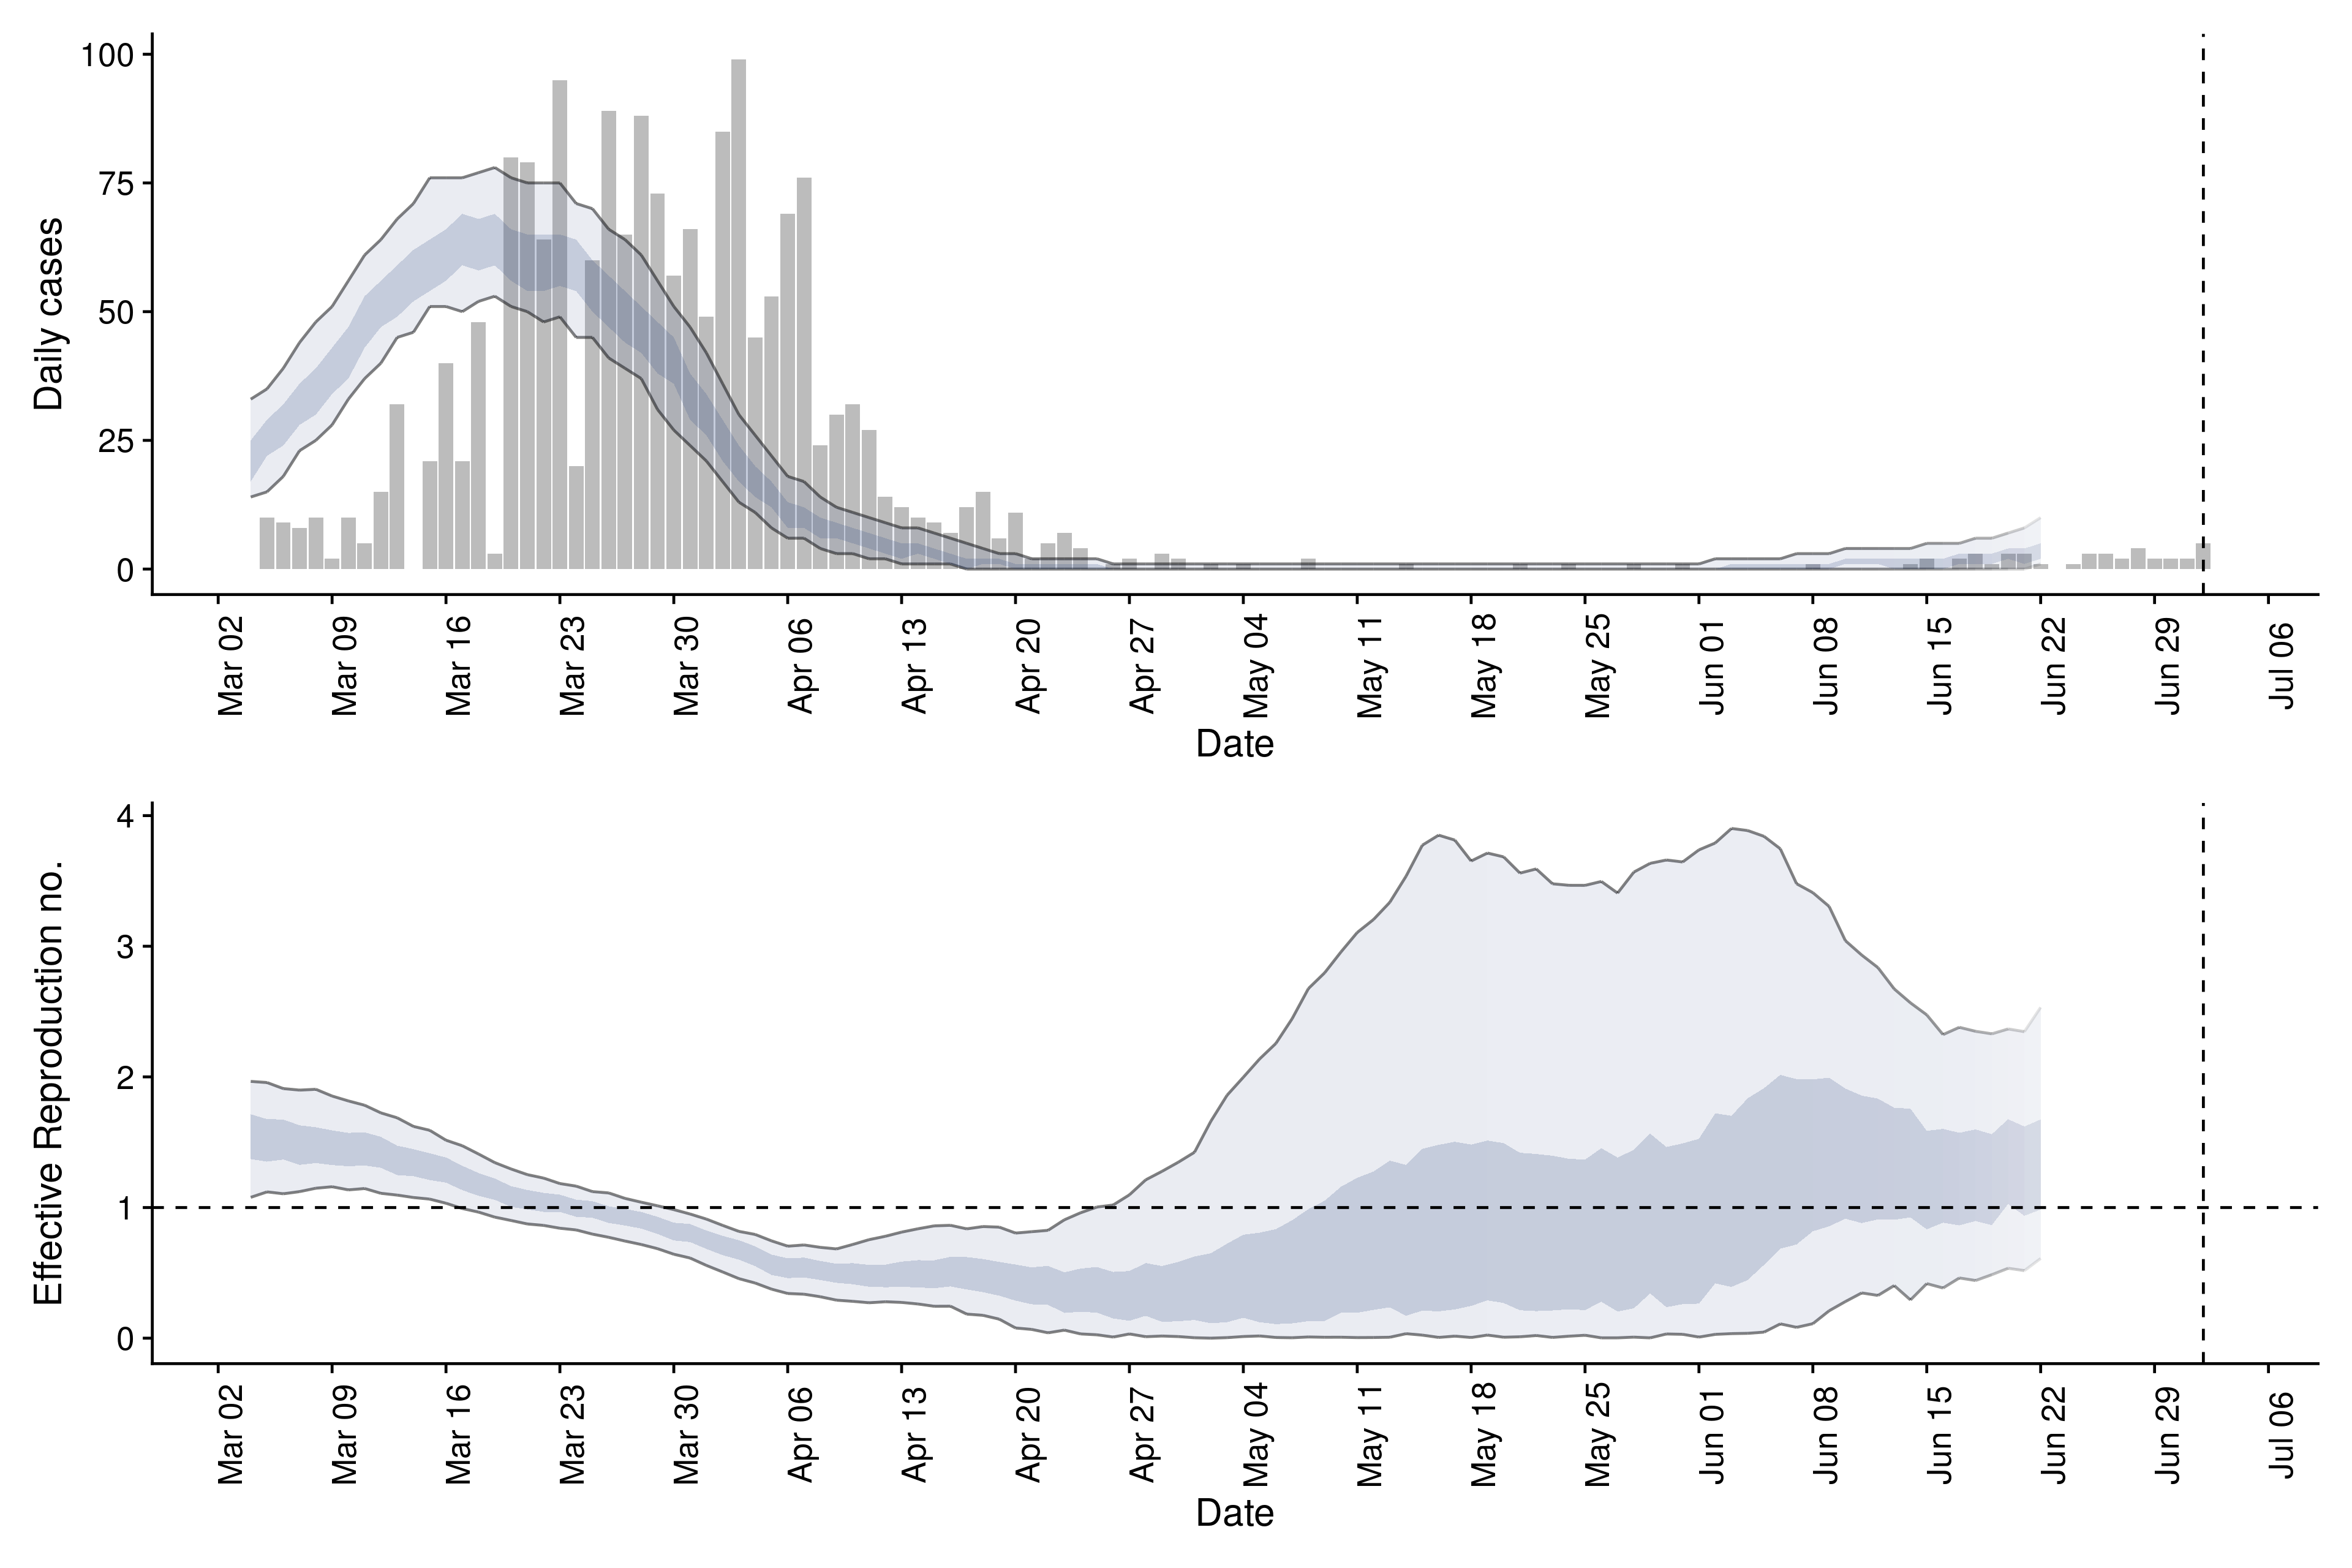 Daily cases
100
75
50
25
0
Mar 02
Mar 09
Mar 16
Mar 23
Mar 30
Apr 06
Apr 13
Apr 20
Apr 27
May 04
May 11
May 18
May 25
Jun 01
Jun 08
Jun 15
Jun 22
Jun 29
Jul 06
Date
Effective Reproduction no.
4
3
2
1
0
Mar 02
Mar 09
Mar 16
Mar 23
Mar 30
Apr 06
Apr 13
Apr 20
Apr 27
May 04
May 11
May 18
May 25
Jun 01
Jun 08
Jun 15
Jun 22
Jun 29
Jul 06
Date